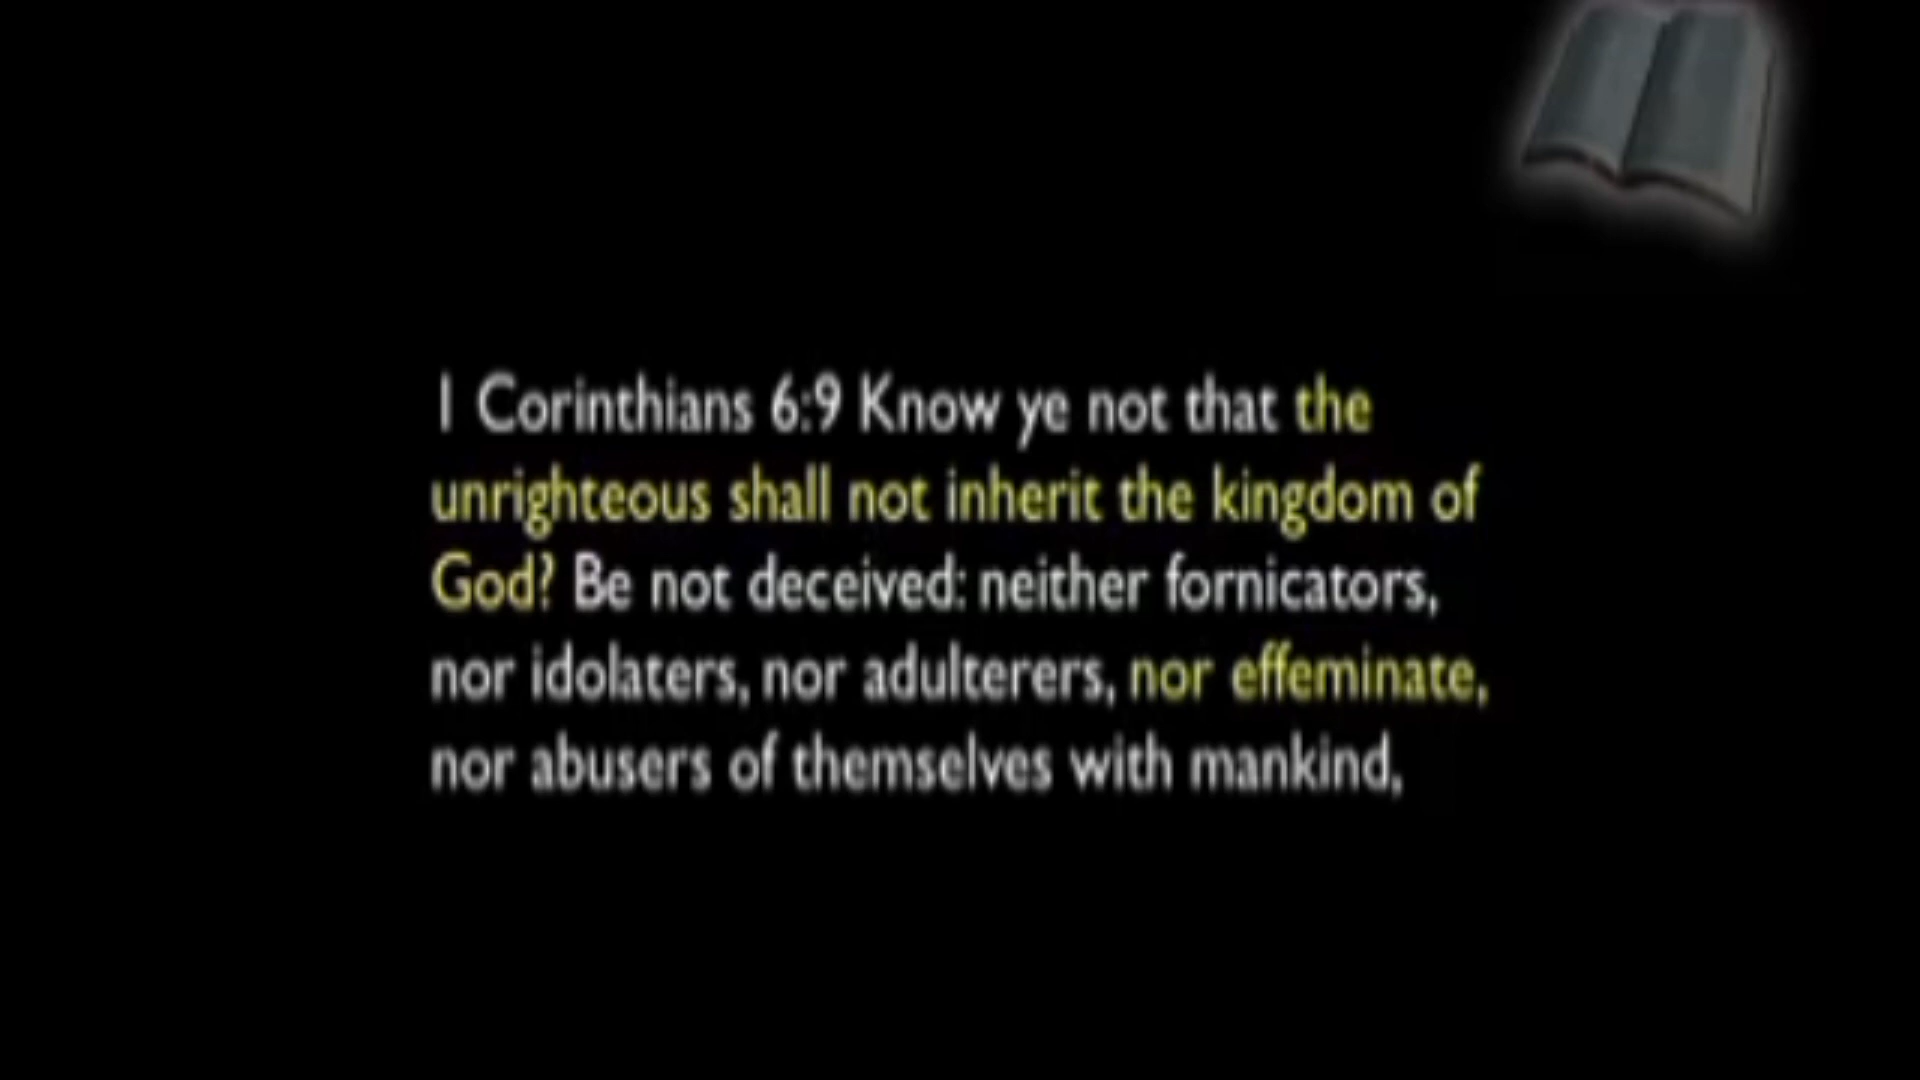 1 Corinthians 6:9 Know ye not that the
unrighteous shall not inherit the kingdom of
God? Be not deceived: neither fornicators,
nor idolaters, nor adulterers, nor effeminate,
nor abusers of themselves with mankind,